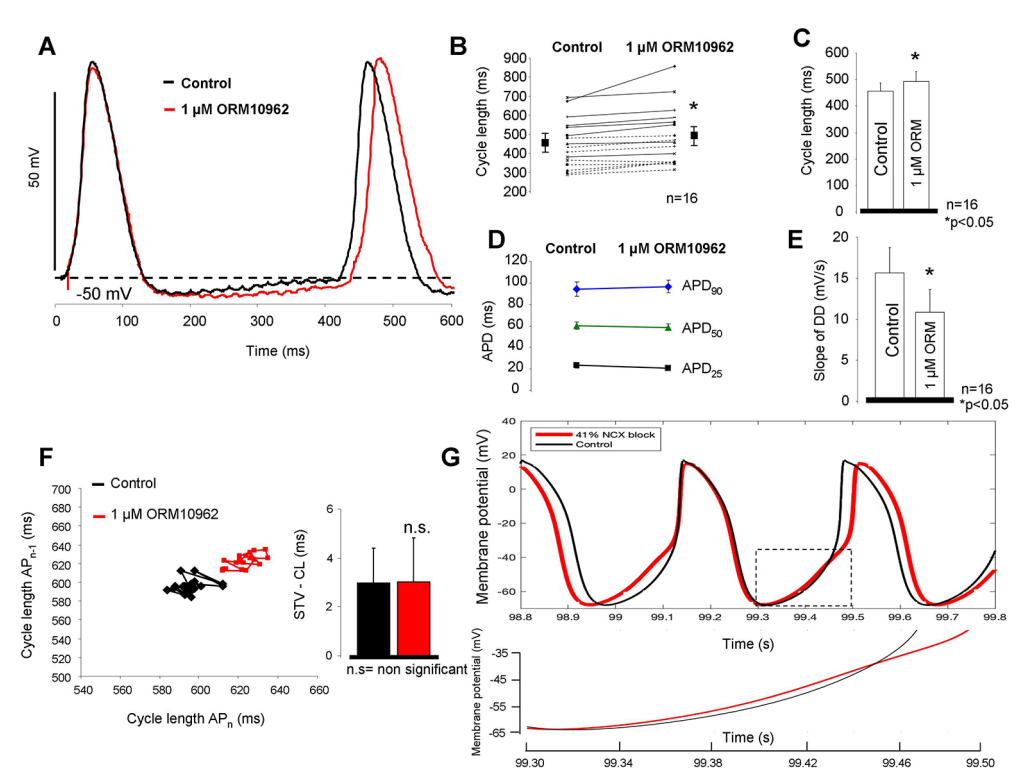 A
Control
1 µM ORM10962
50 mV
-50 mV
0 100 200 300 400 500 600
Time (ms)
B
Control 1 µM ORM10962
Cycle length (ms)
900
800
700
600
500
400
300
200
*
n=16
C
Cycle length (ms)
600
500
400
300
200
100
0
*
Control
1 µM ORM
n=16
*p<0.05
D
Control 1 µM ORM10962
APD (ms)
120
100
80
60
40
20
0
APD90
APD50
APD25
E
Slope of DD (mV/s)
20
15
10
5
0
*
Control
1 µM ORM
n=16
*p<0.05
F
Control
1 µM ORM10962
Cycle length APn-1 (ms)
700
680
660
640
620
600
580
560
540
520
500
540 560 580 600 620 640 660
Cycle length APn (ms)
STV - CL (ms)
6
4
2
0
n.s.
n.s= non significant
G
41% NCX block
Control
Membrane potential (mV)
40
20
0
-20
-40
-60
98.8 98.9 99 99.1 99.2 99.3 99.4 99.5 99.6 99.7 99.8
Time (s)
Membrane potential (mV)
-35
-45
-55
-65
Time (s)
99.30 99.34 99.38 99.42 99.46 99.50